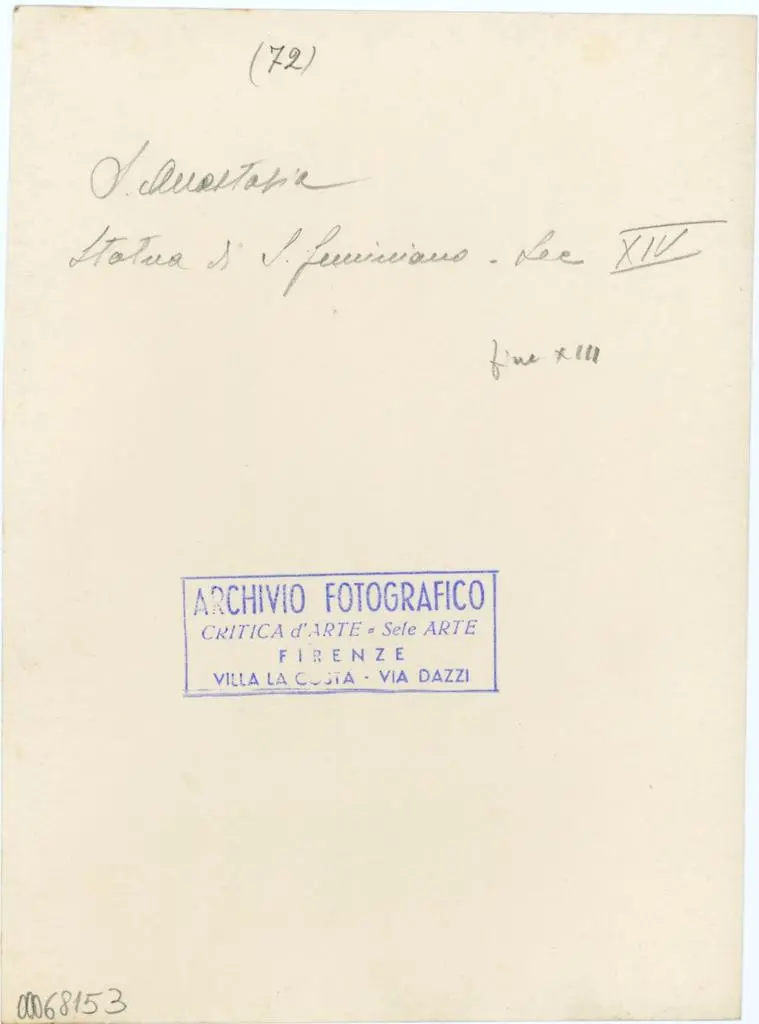 (72)
S. Anastasia
Statua di S. Geminiano - Sec XIV
fine XIII
ARCHIVIO FOTOGRAFICO
CRITICA d'ARTE - Sele ARTE
FIRENZE
VILLA LA COSTA - VIA DAZZI
00068153